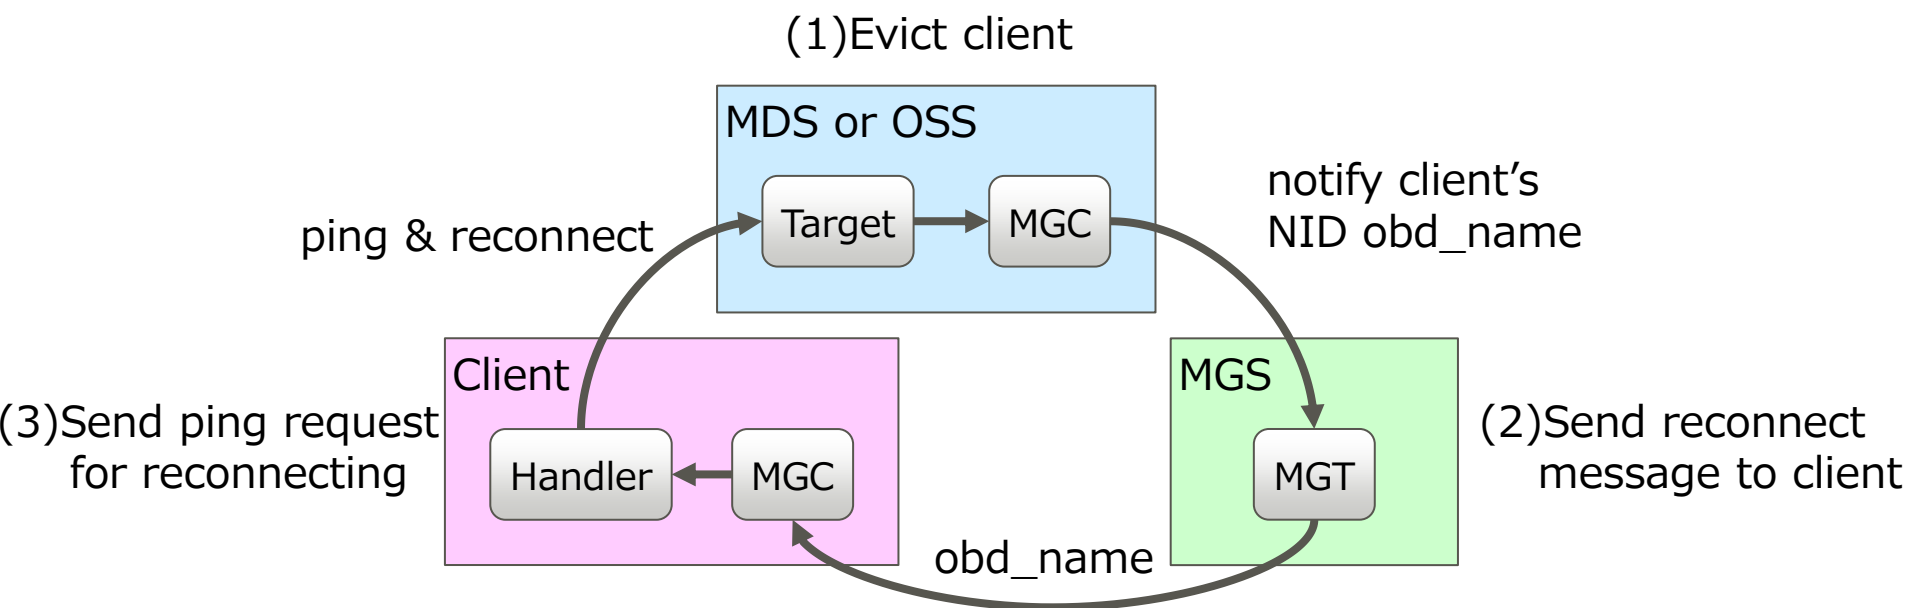 (1)Evict client
MDS or OSS
Target
MGC
notify client’s
NID obd_name
ping & reconnect
Client
Handler
MGC
(3)Send ping request
for reconnecting
MGS
MGT
(2)Send reconnect
message to client
obd_name